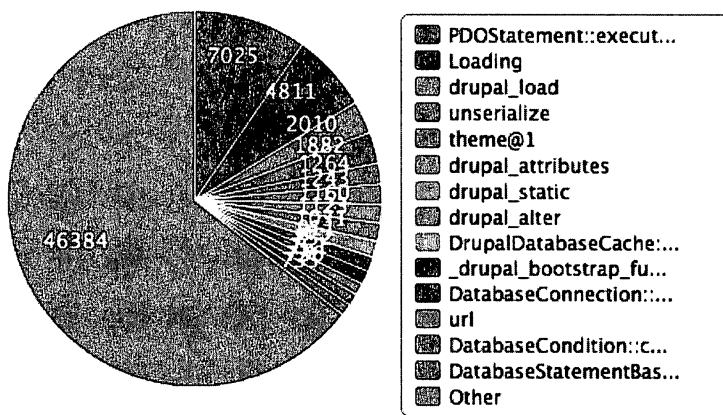 7025
4811
2010
1882
1264
46384
PDOStatement::execut...
Loading
drupal_load
unserialize
theme@1
drupal_attributes
drupal_static
drupal_alter
DrupalDatabaseCache:...
_drupal_bootstrap_fu...
DatabaseConnection::...
url
DatabaseCondition::c...
DatabaseStatementBas...
Other